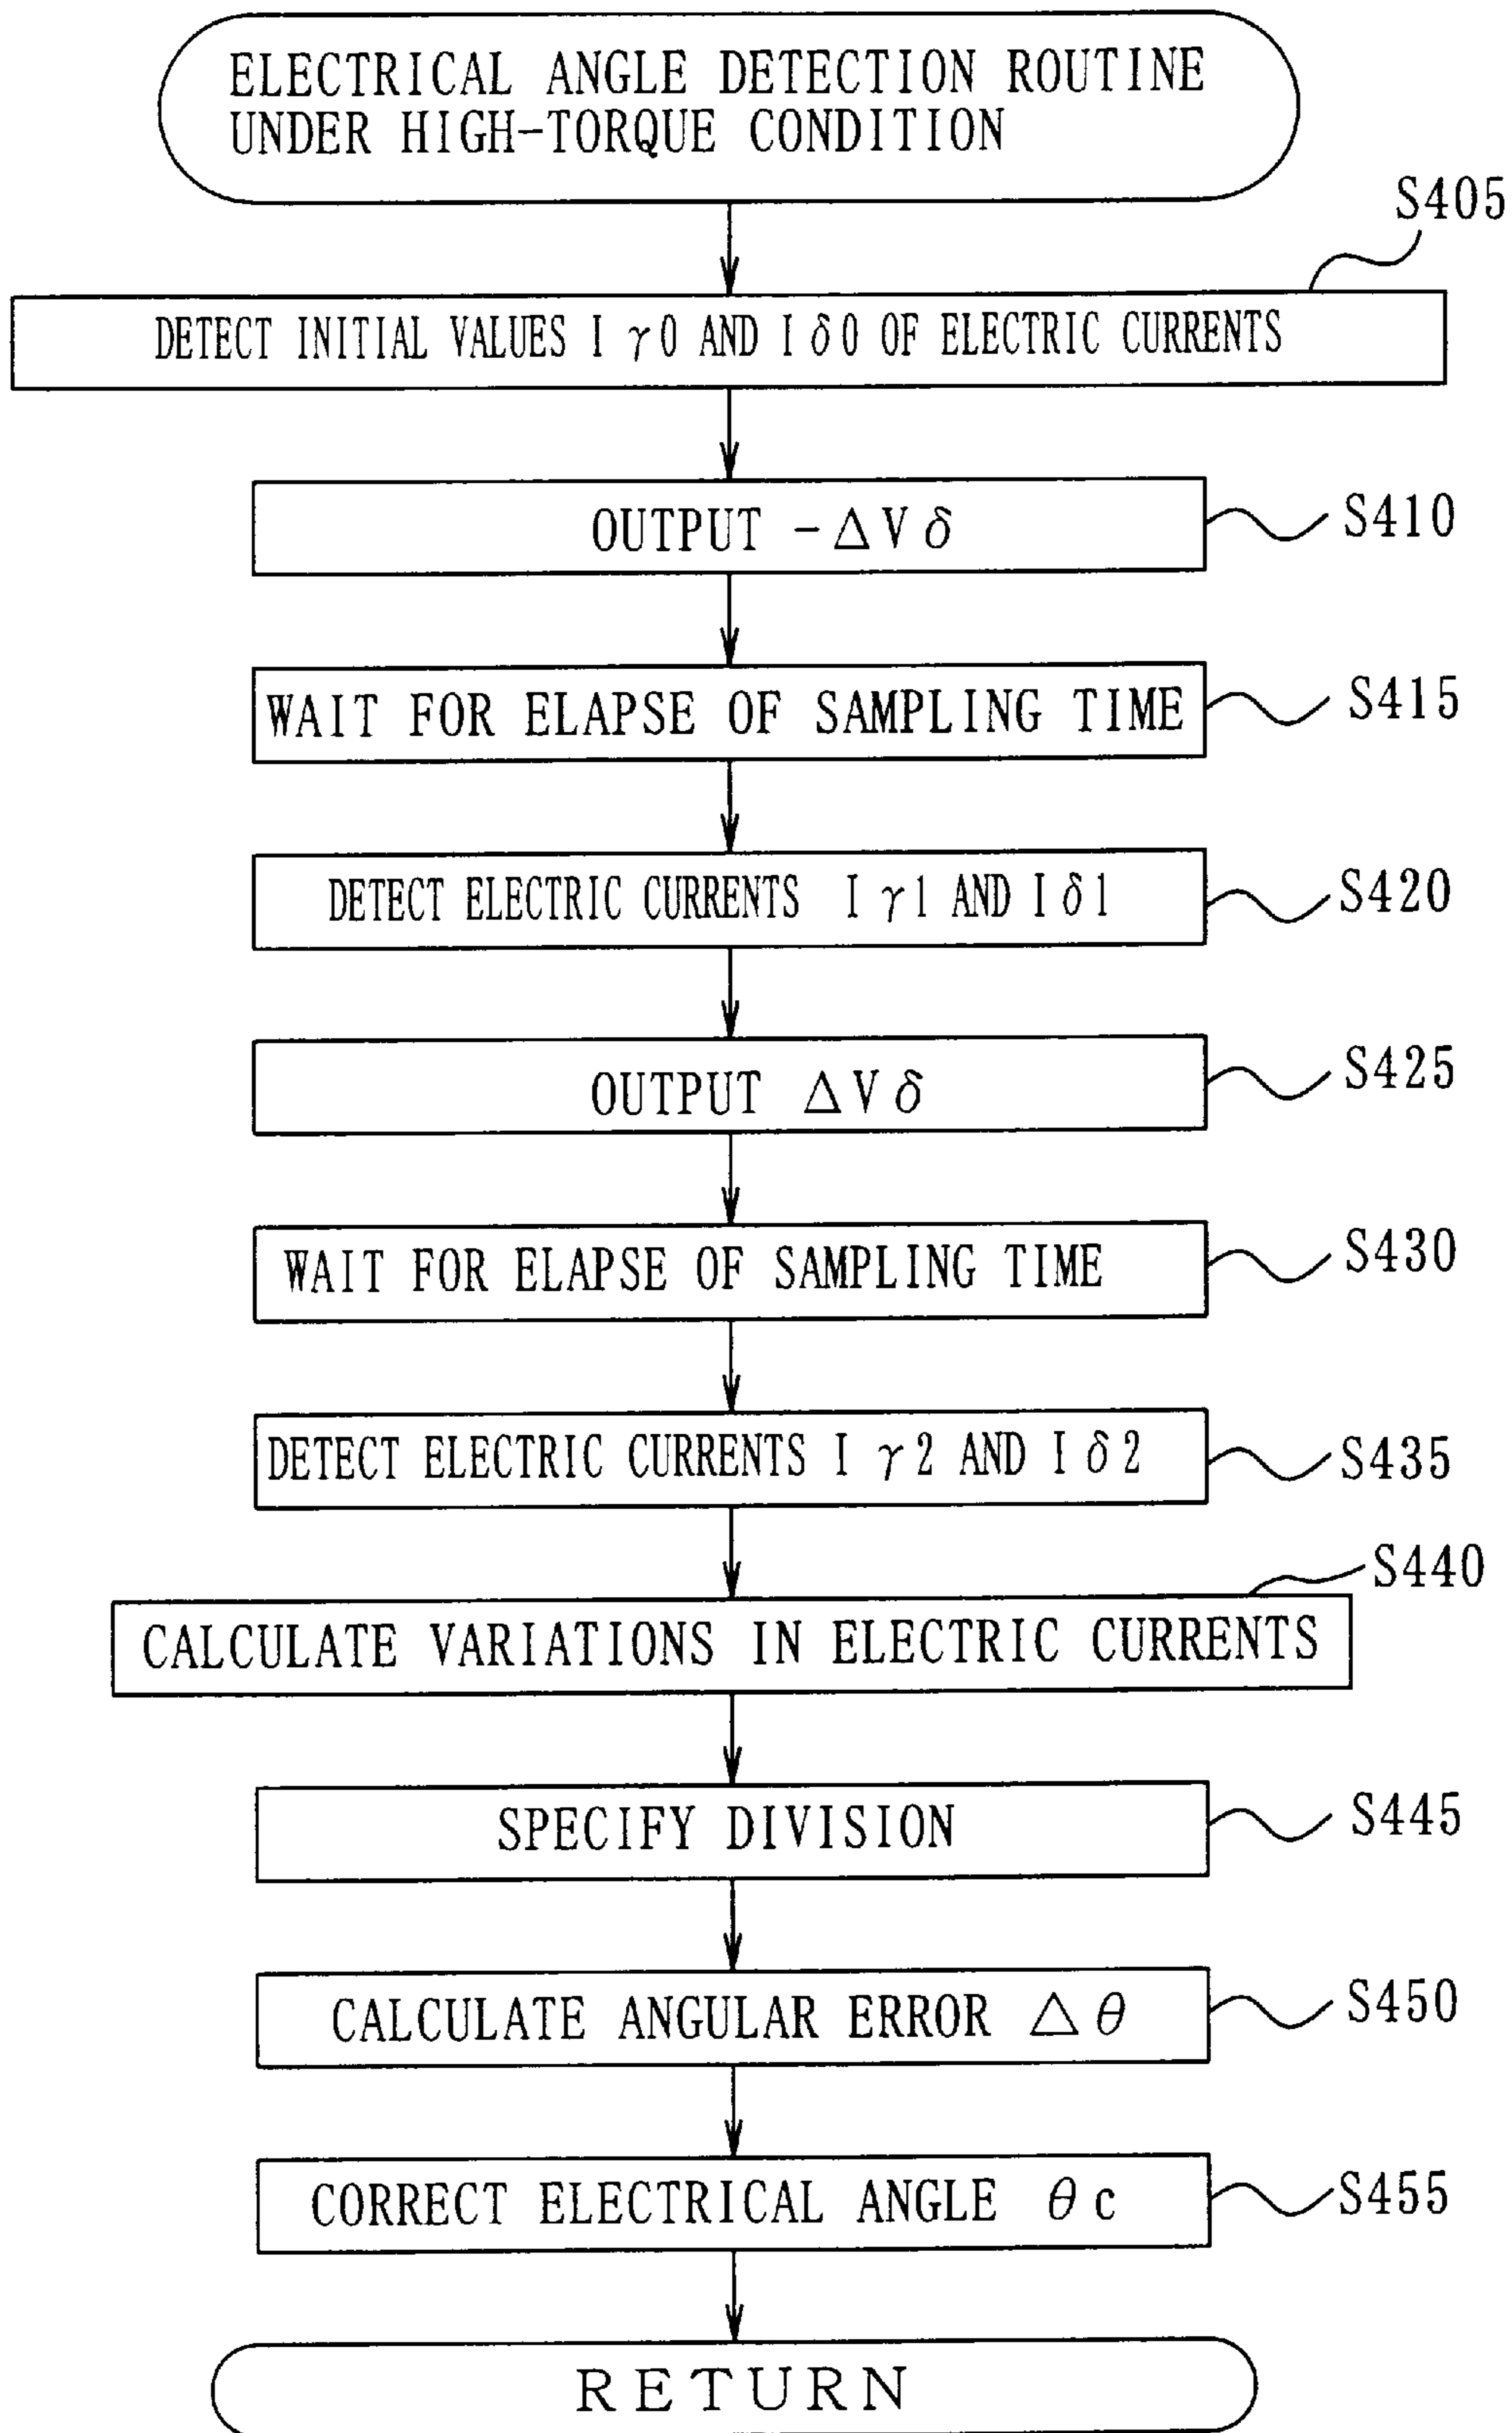 ELECTRICAL ANGLE DETECTION ROUTINE
UNDER HIGH-TORQUE CONDITION
S405
DETECT INITIAL VALUES I γ0 AND I δ0 OF ELECTRIC CURRENTS
OUTPUT -△Vδ
S410
WAIT FOR ELAPSE OF SAMPLING TIME
S415
DETECT ELECTRIC CURRENTS I γ1 AND I δ1
S420
OUTPUT △Vδ
S425
WAIT FOR ELAPSE OF SAMPLING TIME
S430
DETECT ELECTRIC CURRENTS I γ2 AND I δ2
S435
S440
CALCULATE VARIATIONS IN ELECTRIC CURRENTS
SPECIFY DIVISION
S445
CALCULATE ANGULAR ERROR △θ
S450
CORRECT ELECTRICAL ANGLE θc
S455
RETURN